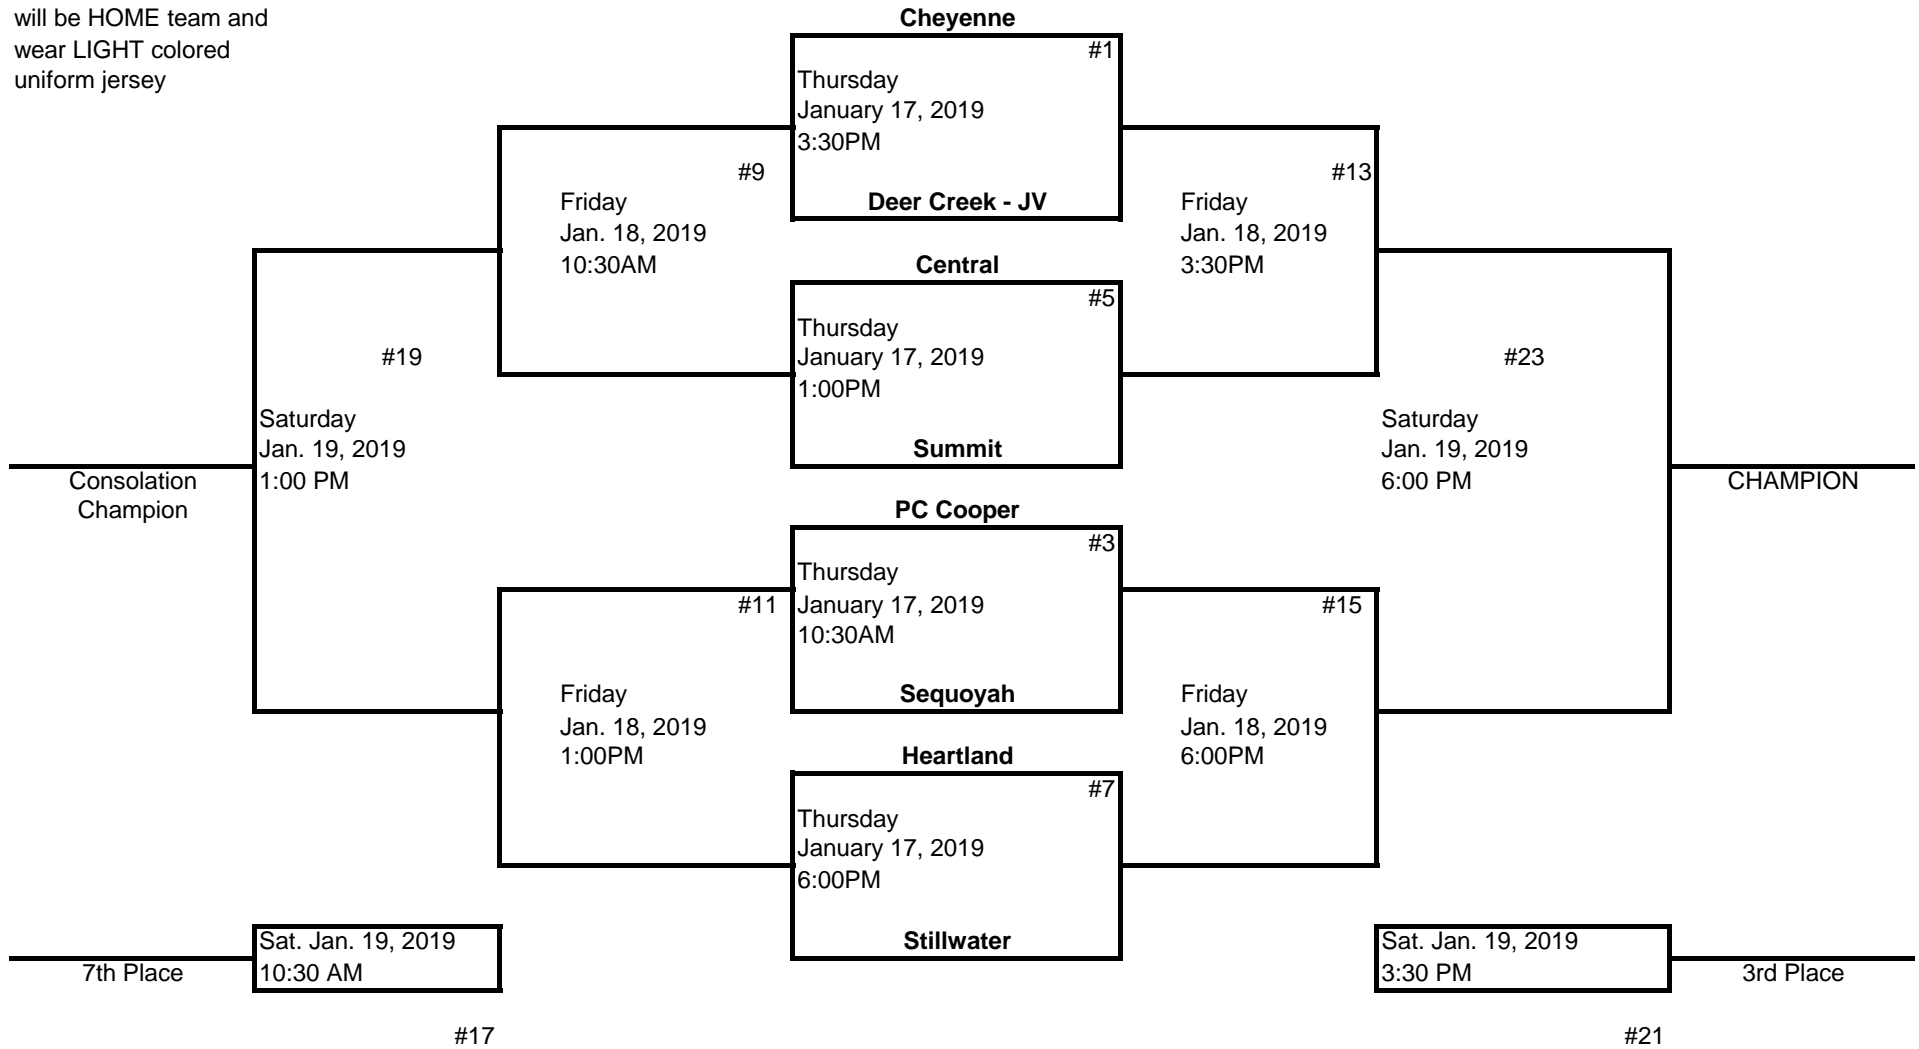 will be HOME team and
wear LIGHT colored
uniform jersey
Cheyenne
#1
Thursday
January 17, 2019
3:30PM
Deer Creek - JV
#9
Friday
Jan. 18, 2019
10:30AM
#13
Friday
Jan. 18, 2019
3:30PM
Central
#5
Thursday
January 17, 2019
1:00PM
Summit
#19
Saturday
Jan. 19, 2019
1:00 PM
Consolation
Champion
#23
Saturday
Jan. 19, 2019
6:00 PM
CHAMPION
PC Cooper
#3
Thursday
January 17, 2019
10:30AM
Sequoyah
#11
Friday
Jan. 18, 2019
1:00PM
#15
Friday
Jan. 18, 2019
6:00PM
Heartland
#7
Thursday
January 17, 2019
6:00PM
Stillwater
Sat. Jan. 19, 2019
10:30 AM
7th Place
#17
Sat. Jan. 19, 2019
3:30 PM
3rd Place
#21